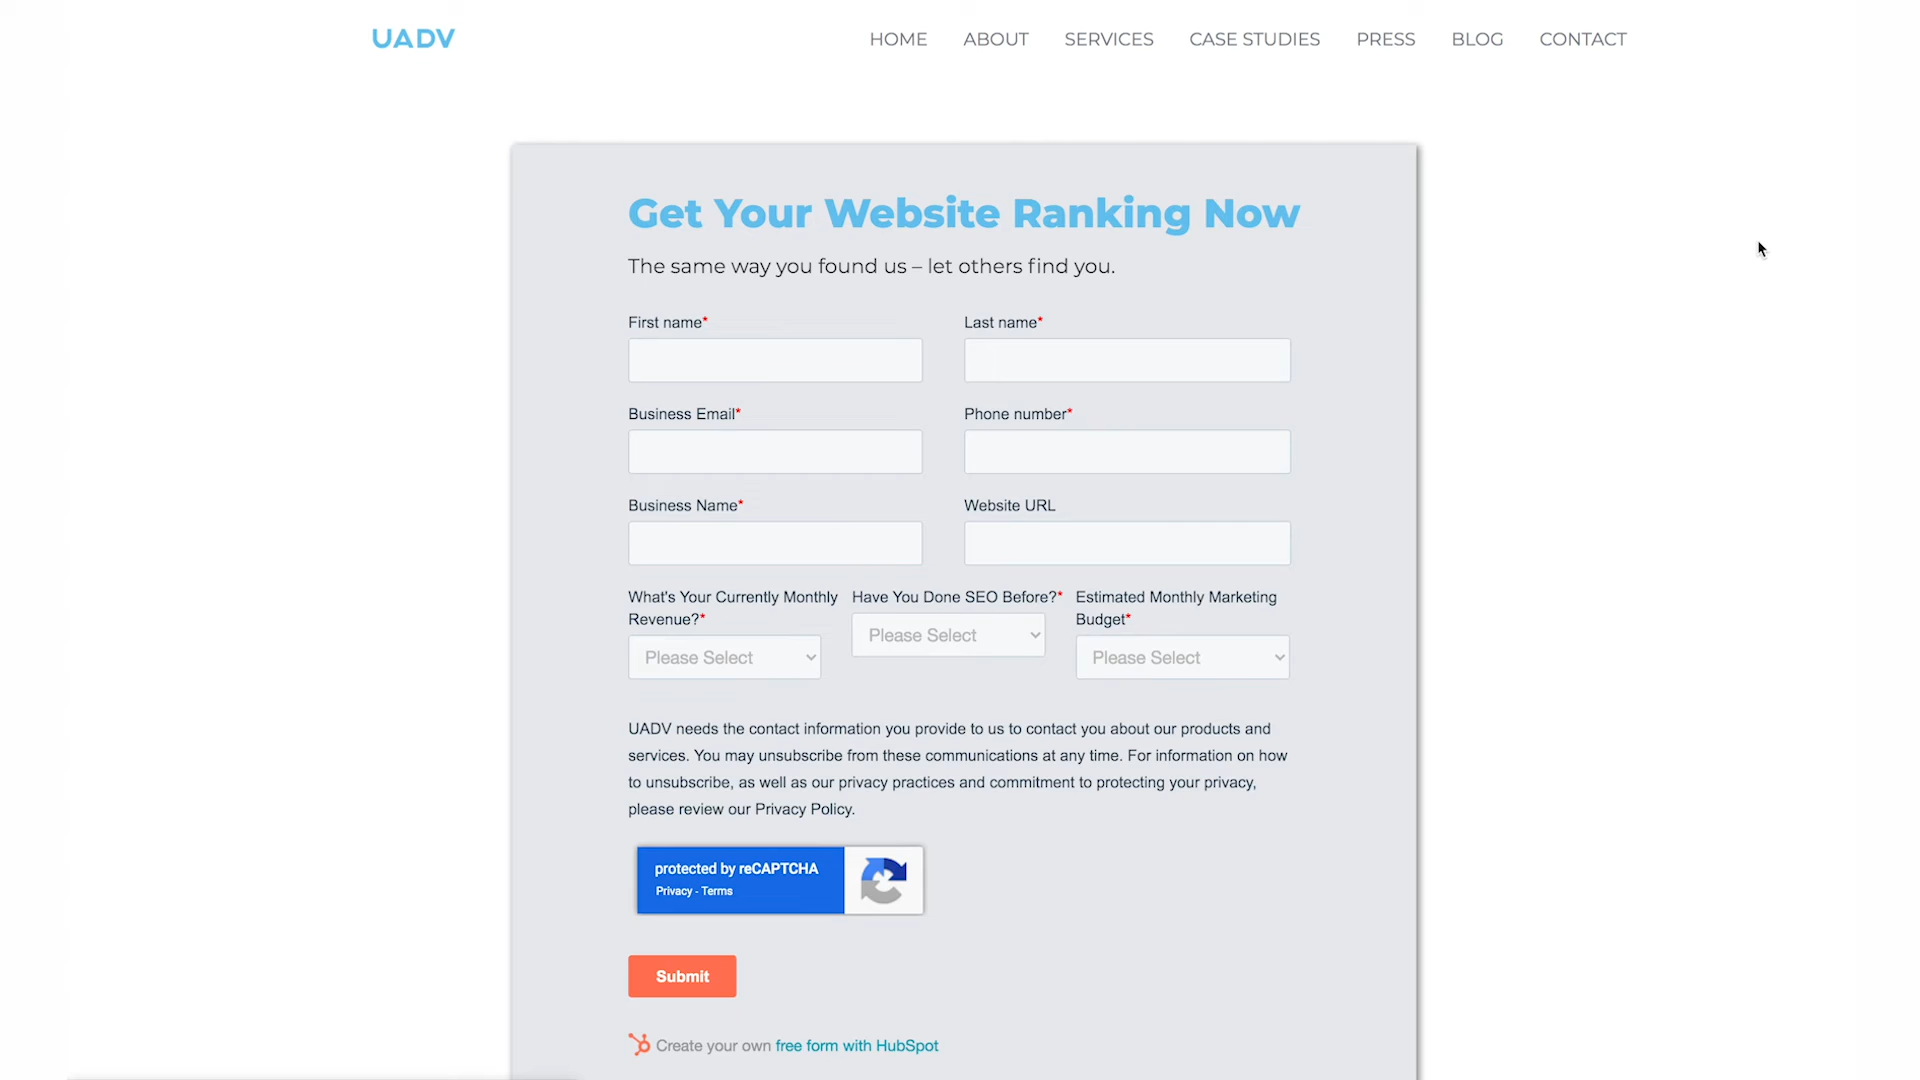 UADV
HOME ABOUT SERVICES CASE STUDIES PRESS BLOG CONTACT
Get Your Website Ranking Now
The same way you found us – let others find you.
First name* Last name*
Business Email* Phone number*
Business Name* Website URL
What's Your Currently Monthly
Revenue?*
Please Select
Have You Done SEO Before?*
Please Select
Estimated Monthly Marketing
Budget*
Please Select
UADV needs the contact information you provide to us to contact you about our products and
services. You may unsubscribe from these communications at any time. For information on how
to unsubscribe, as well as our privacy practices and commitment to protecting your privacy,
please review our Privacy Policy.
protected by reCAPTCHA
Privacy - Terms
Submit
Create your own free form with HubSpot